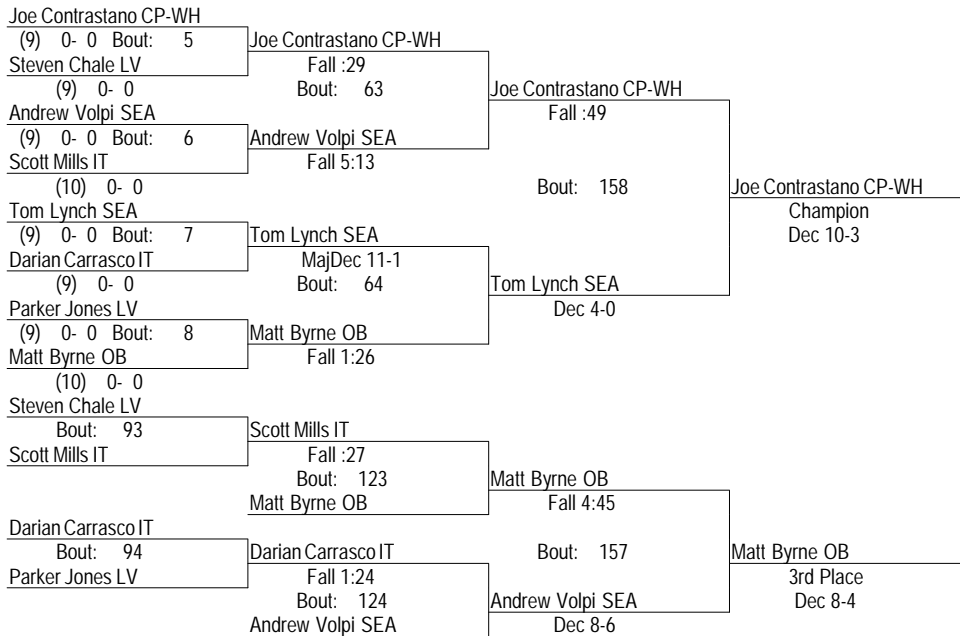 Joe Contrastano CP-WH
(9) 0- 0 Bout: 5 Joe Contrastano CP-WH
Steven Chale LV Fall :29
(9) 0- 0 Bout: 63 Joe Contrastano CP-WH
Andrew Volpi SEA Fall :49
(9) 0- 0 Bout: 6 Andrew Volpi SEA
Scott Mills IT Fall 5:13
(10) 0- 0 Bout: 158 Joe Contrastano CP-WH
Tom Lynch SEA Champion
(9) 0- 0 Bout: 7 Tom Lynch SEA Dec 10-3
Darian Carrasco IT MajDec 11-1
(9) 0- 0 Bout: 64 Tom Lynch SEA
Parker Jones LV Dec 4-0
(9) 0- 0 Bout: 8 Matt Byrne OB
Matt Byrne OB Fall 1:26
(10) 0- 0
Steven Chale LV
Bout: 93 Scott Mills IT
Scott Mills IT Fall :27
Bout: 123 Matt Byrne OB
Matt Byrne OB Fall 4:45
Darian Carrasco IT
Bout: 94 Darian Carrasco IT Bout: 157 Matt Byrne OB
Parker Jones LV Fall 1:24 3rd Place
Bout: 124 Andrew Volpi SEA Dec 8-4
Andrew Volpi SEA Dec 8-6